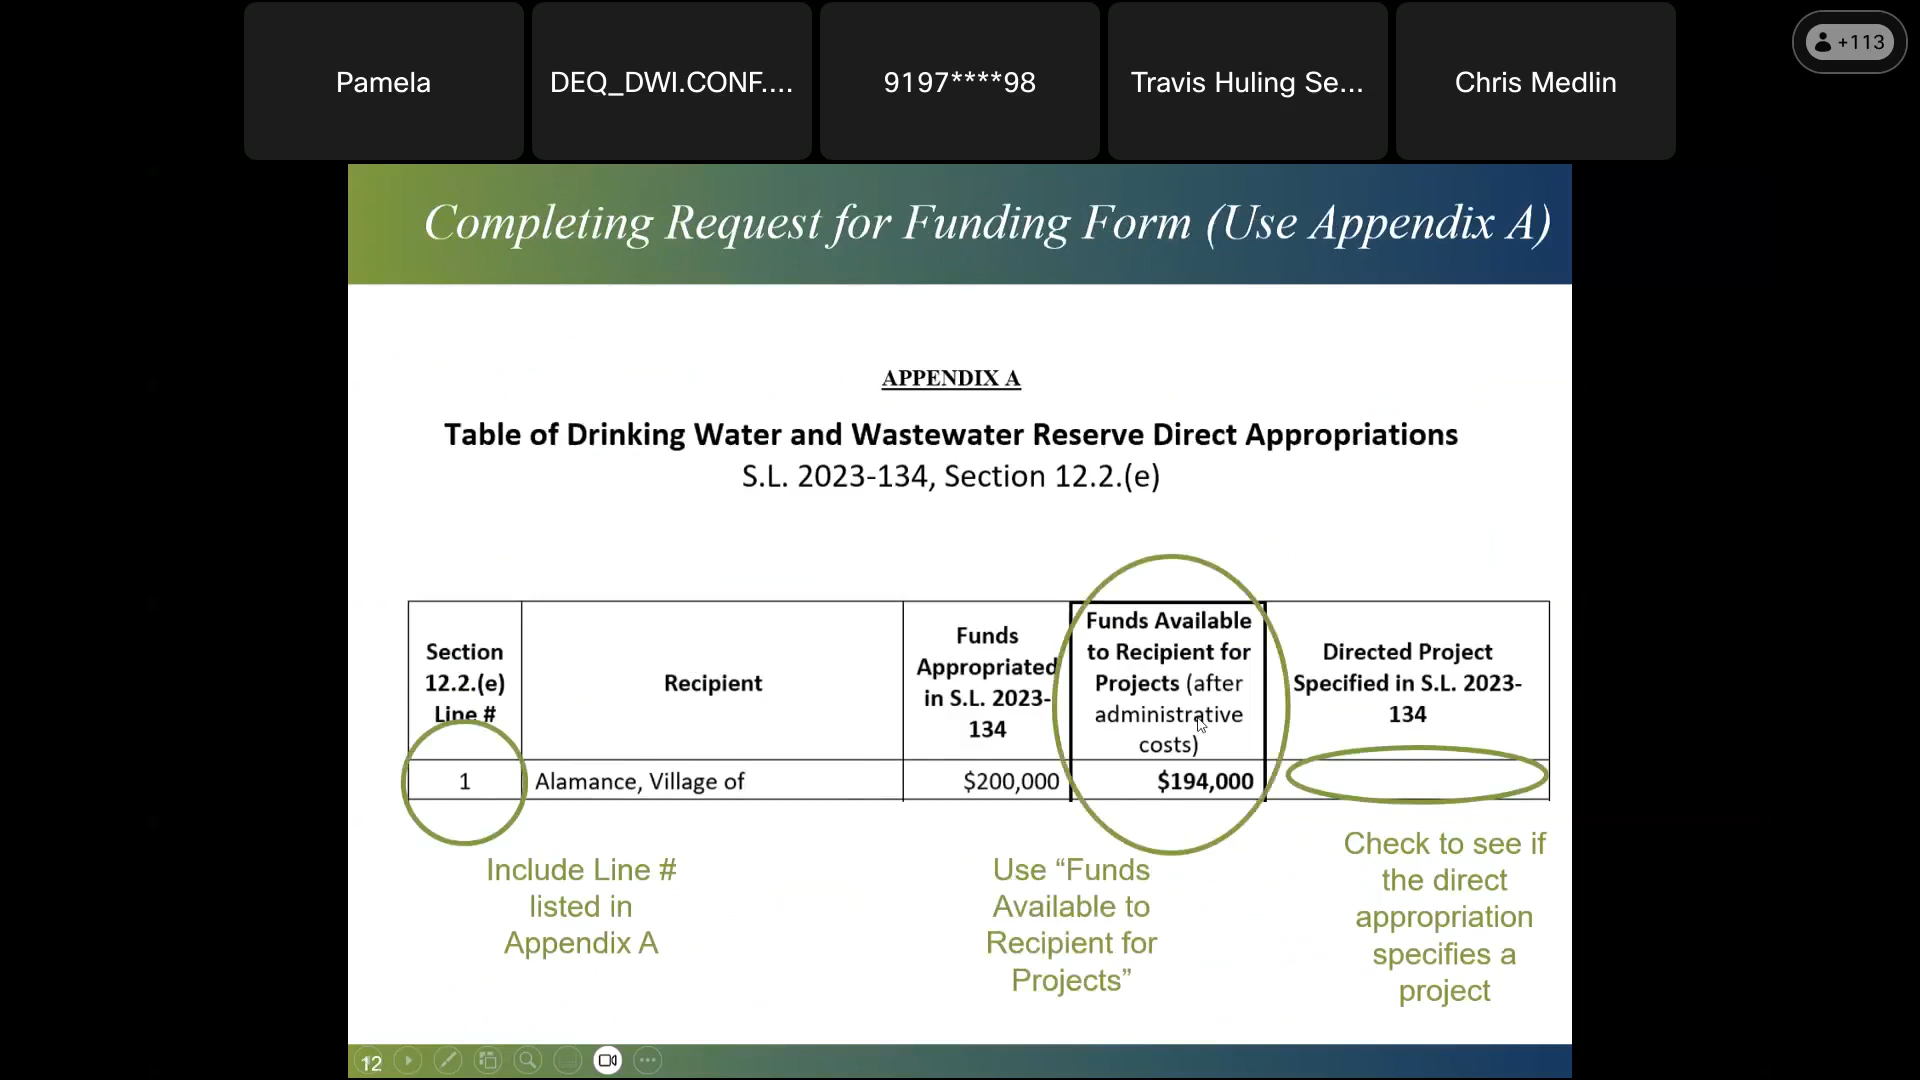 Pamela
DEQ_DWI.CONF....
9197****98
Travis Huling Se...
Chris Medlin
+113
Completing Request for Funding Form (Use Appendix A)
APPENDIX A
Table of Drinking Water and Wastewater Reserve Direct Appropriations
S.L. 2023-134, Section 12.2.(e)
Section
12.2.(e)
Line #
Recipient
Funds
Appropriated
in S.L. 2023-
134
Funds Available
to Recipient for
Projects (after
administrative
costs)
Directed Project
Specified in S.L. 2023-
134
1
Alamance, Village of
$200,000
$194,000
Include Line #
listed in
Appendix A
Use “Funds
Available to
Recipient for
Projects”
Check to see if
the direct
appropriation
specifies a
project
12